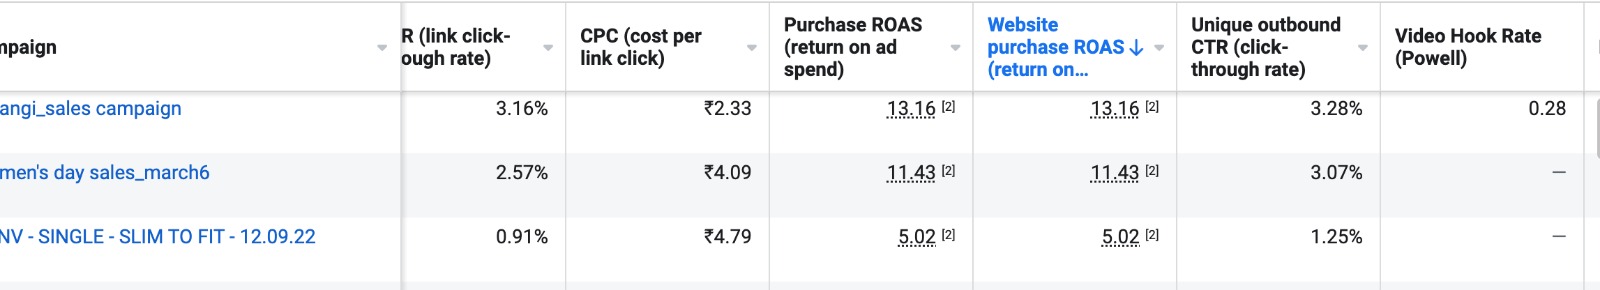 mpaign
R (link click-
ough rate)
CPC (cost per
link click)
Purchase ROAS
(return on ad
spend)
Website
purchase ROAS ↓
(return on...
Unique outbound
CTR (click-
through rate)
Video Hook Rate
(Powell)
angi_sales campaign 3.16% ₹2.33 13.16 [2] 13.16 [2] 3.28% 0.28
men's day sales_march6 2.57% ₹4.09 11.43 [2] 11.43 [2] 3.07% —
NV - SINGLE - SLIM TO FIT - 12.09.22 0.91% ₹4.79 5.02 [2] 5.02 [2] 1.25% —